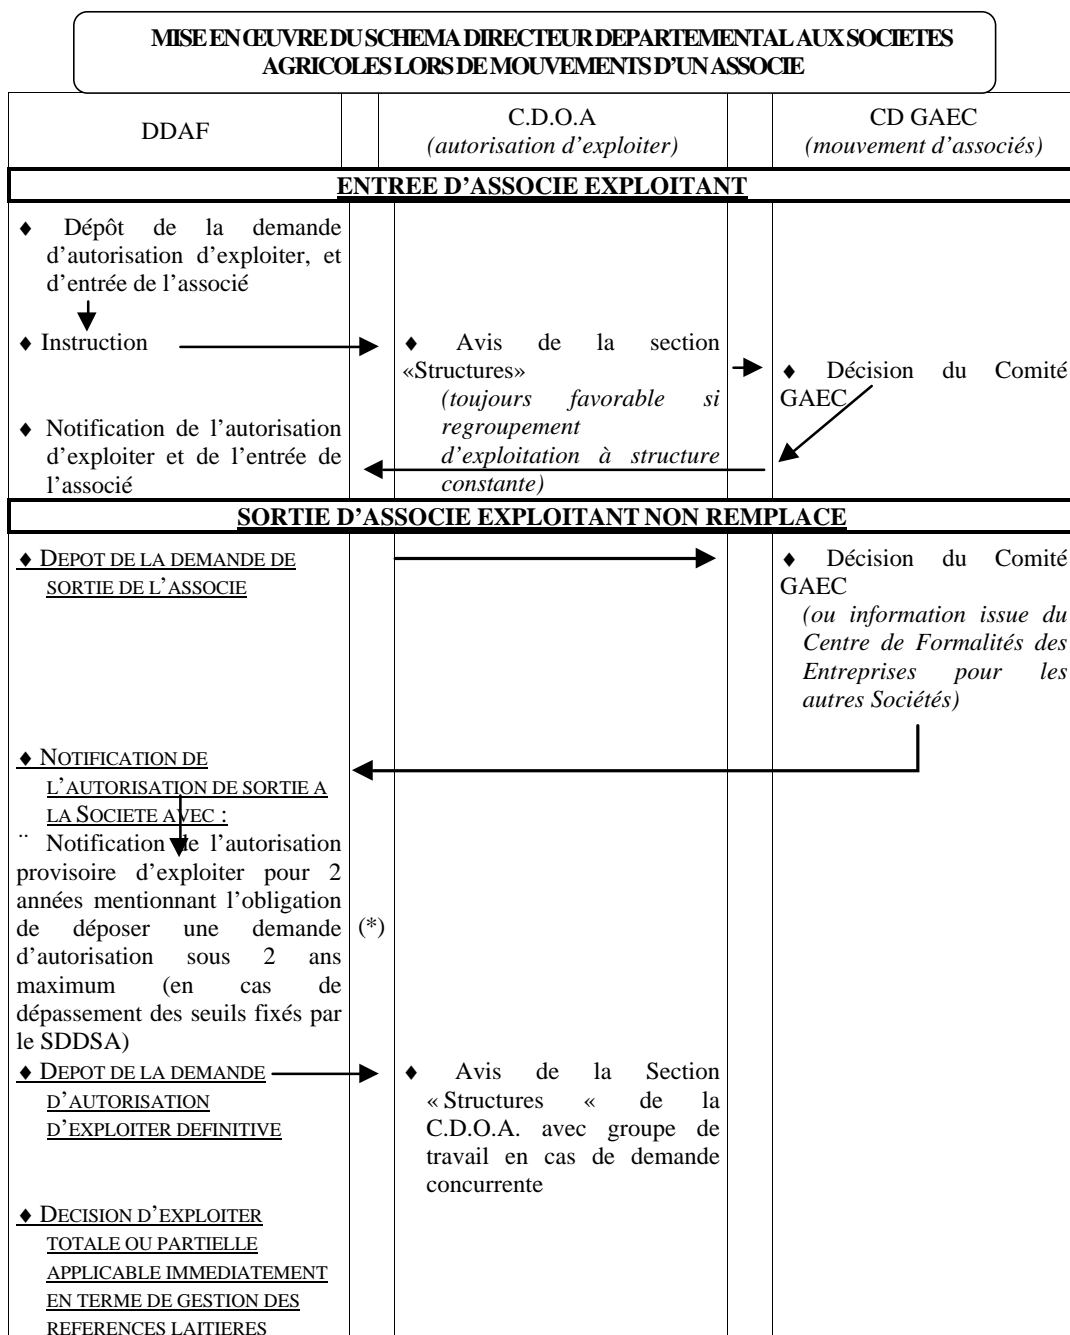 MISE EN ŒUVRE DU SCHEMA DIRECTEUR DEPARTEMENTAL AUX SOCIETES
AGRICOLES LORS DE MOUVEMENTS D’UN ASSOCIE
DDAF
C.D.O.A
(autorisation d’exploiter)
CD GAEC
(mouvement d’associés)
ENTREE D’ASSOCIE EXPLOITANT
♦ Dépôt de la demande
d’autorisation d’exploiter, et
d’entrée de l’associé
♦ Instruction
♦ Avis de la section
«Structures»
(toujours favorable si
regroupement
d’exploitation à structure
constante)
♦ Décision du Comité
GAEC
♦ Notification de l’autorisation
d’exploiter et de l’entrée de
l’associé
SORTIE D’ASSOCIE EXPLOITANT NON REMPLACE
♦ DEPOT DE LA DEMANDE DE
SORTIE DE L’ASSOCIE
♦ Décision du Comité
GAEC
(ou information issue du
Centre de Formalités des
Entreprises pour les
autres Sociétés)
♦ NOTIFICATION DE
L’AUTORISATION DE SORTIE A
LA SOCIETE AVEC :
¨ Notification de l’autorisation
provisoire d’exploiter pour 2
années mentionnant l’obligation
de déposer une demande
d’autorisation sous 2 ans
maximum (en cas de
dépassement des seuils fixés par
le SDDSA)
(*)
♦ DEPOT DE LA DEMANDE
D’AUTORISATION
D’EXPLOITER DEFINITIVE
♦ Avis de la Section
« Structures « de la
C.D.O.A. avec groupe de
travail en cas de demande
concurrente
♦ DECISION D’EXPLOITER
TOTALE OU PARTIELLE
APPLICABLE IMMEDIATEMENT
EN TERME DE GESTION DES
REFERENCES LAITIERES